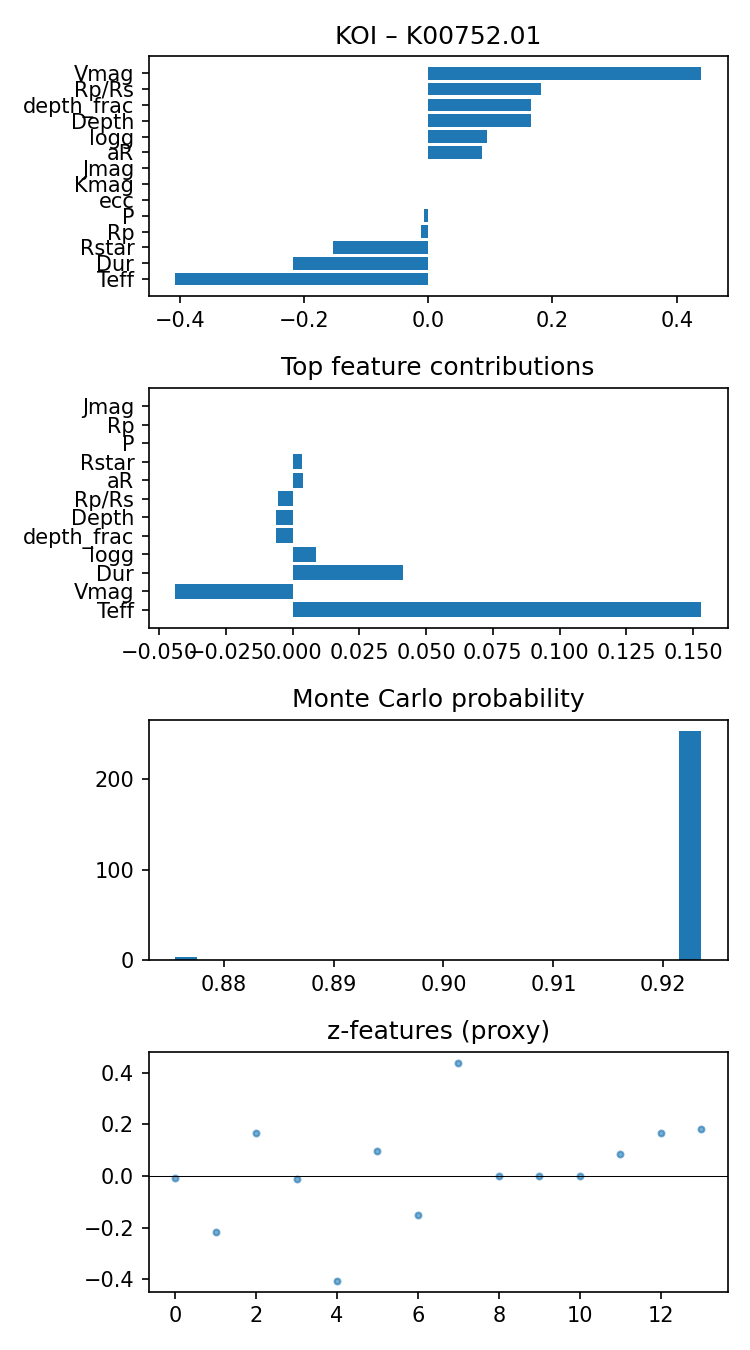 KOI – K00752.01
Vmag
Rp/Rs
depth_frac
Depth
logg
aR
Jmag
Kmag
ecc
P
Rp
Rstar
Dur
Teff
−0.4 −0.2 0.0 0.2 0.4
Top feature contributions
Jmag
Rp
P
Rstar
aR
Rp/Rs
Depth
depth_frac
logg
Dur
Vmag
Teff
−0.050 −0.025 0.000 0.025 0.050 0.075 0.100 0.125 0.150
Monte Carlo probability
200
100
0
0.88 0.89 0.90 0.91 0.92
z-features (proxy)
0.4
0.2
0.0
−0.2
−0.4
0 2 4 6 8 10 12